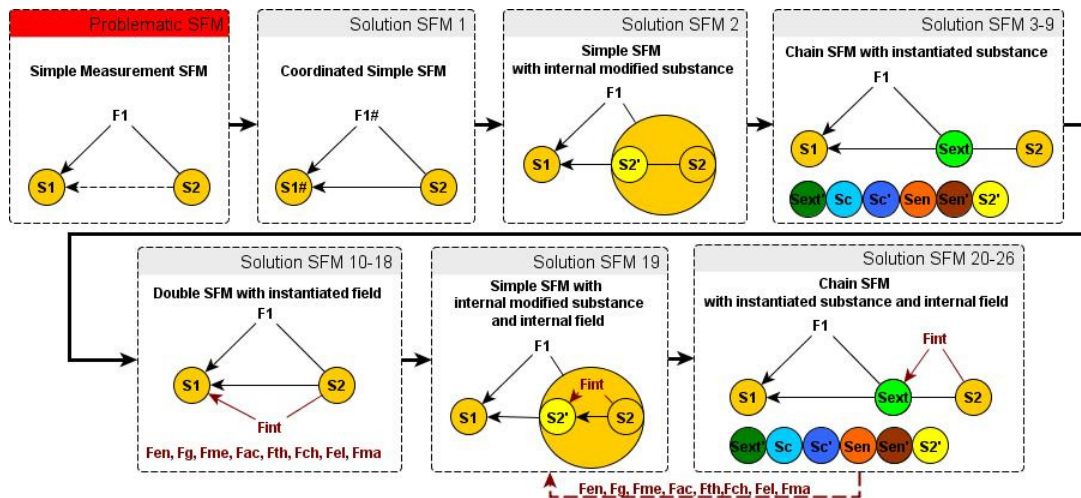 Problematic SFM
Simple Measurement SFM
F1
S1
S2
Solution SFM 1
Coordinated Simple SFM
F1#
S1#
S2
Solution SFM 2
Simple SFM
with internal modified substance
F1
S1
S2'
S2
Solution SFM 3-9
Chain SFM with instantiated substance
F1
S1
Sext
S2
Sext'
Sc
Sc'
Sen
Sen'
S2'
Solution SFM 10-18
Double SFM with instantiated field
F1
S1
S2
Fint
Fen, Fg, Fme, Fac, Fth, Fch, Fel, Fma
Solution SFM 19
Simple SFM with
internal modified substance
and internal field
F1
Fint
S1
S2'
S2
Solution SFM 20-26
Chain SFM
with instantiated substance and internal field
F1
Fint
S1
Sext
S2
Sext'
Sc
Sc'
Sen
Sen'
S2'
Fen, Fg, Fme, Fac, Fth,Fch, Fel, Fma